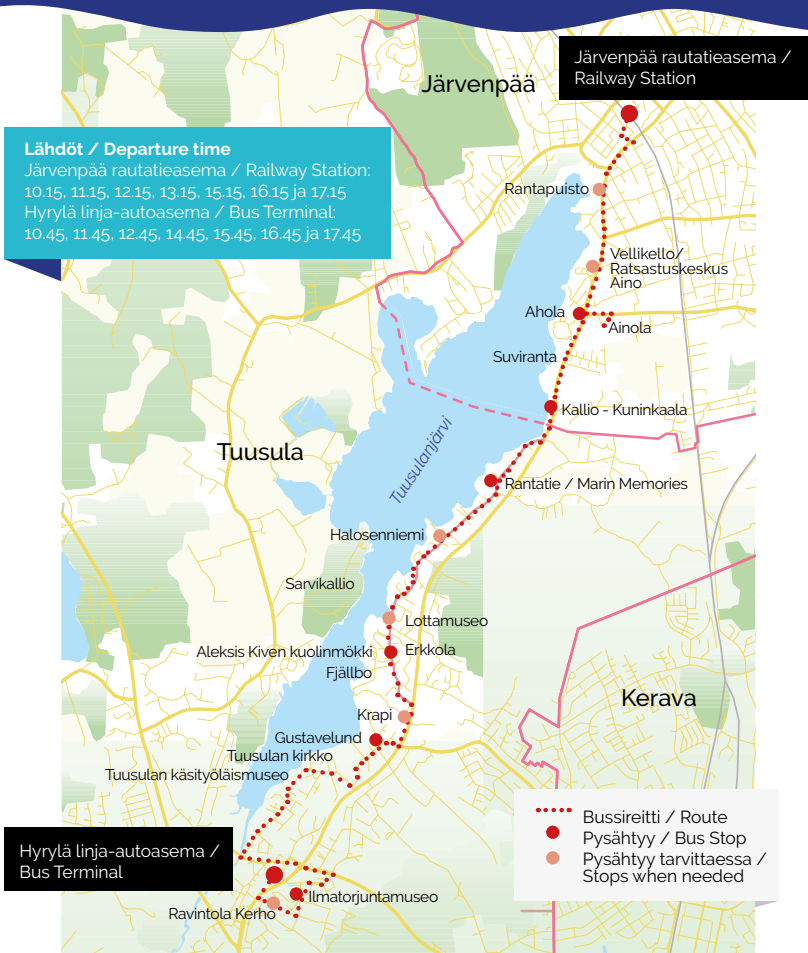 Järvenpää rautatieasema /
Railway Station
Järvenpää
Lähdöt / Departure time
Järvenpää rautatieasema / Railway Station:
10.15, 11.15, 12.15, 13.15, 15.15, 16.15 ja 17.15
Hyrylä linja-autoasema / Bus Terminal:
10.45, 11.45, 12.45, 14.45, 15.45, 16.45 ja 17.45
Rantapuisto
Vellikello/
Ratsastuskeskus
Aino
Ahola
Ainola
Suviranta
Kallio - Kuninkaala
Tuusula
Tuusulanjärvi
Rantatie / Marin Memories
Halosenniemi
Sarvikallio
Lottamuseo
Aleksis Kiven kuolinmökki
Erkkola
Fjällbo
Kerava
Krapi
Gustavelund
Tuusulan kirkko
Tuusulan käsityöläismuseo
Bussireitti / Route
Pysähtyy / Bus Stop
Pysähtyy tarvittaessa /
Stops when needed
Hyrylä linja-autoasema /
Bus Terminal
Ilmatorjuntamuseo
Ravintola Kerho